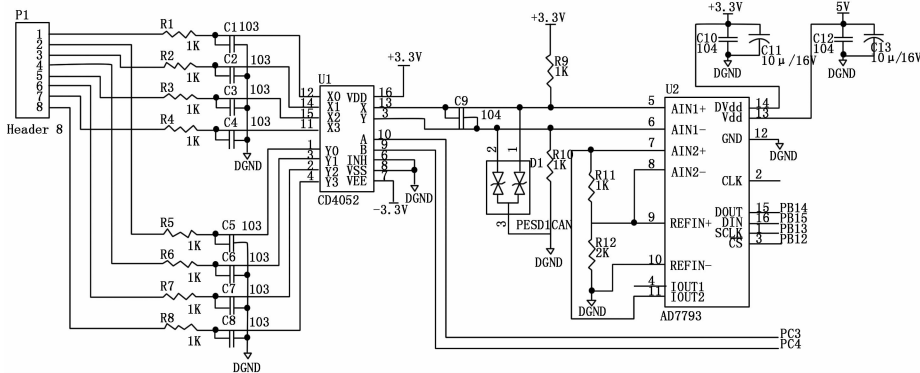 P1
1
2
3
4
5
6
7
8
Header 8
R1
1K
R2
1K
R3
1K
R4
1K
R5
1K
R6
1K
R7
1K
R8
1K
C1 103
C2 103
C3 103
C4 103
DGND
C5 103
C6 103
C7 103
C8 103
DGND
U1
12 X0 VDD 16
14 X1 X 13
15 X2 Y 3
11 X3
A 10
1 Y0 B 9
3 Y1 INH 6
2 Y2 VSS 8
4 Y3 VEE 7
CD4052
+3.3V
DGND
-3.3V
C9
104
+3.3V
R9
1K
2 1
D1
3
PESD1CAN
R10
1K
DGND
R11
1K
R12
2K
DGND
U2
5 AIN1+
6 AIN1-
7 AIN2+
8 AIN2-
9 REFIN+
10 REFIN-
4 IOUT1
11 IOUT2
DVdd 14
Vdd 13
GND 12
CLK 2
DOUT 15 PB14
DIN 16 PB15
SCLK 1 PB13
CS 3 PB12
AD7793
DGND
+3.3V
C10
104
C11
10μ/16V
DGND
5V
C12
104
C13
10μ/16V
DGND
PC3
PC4